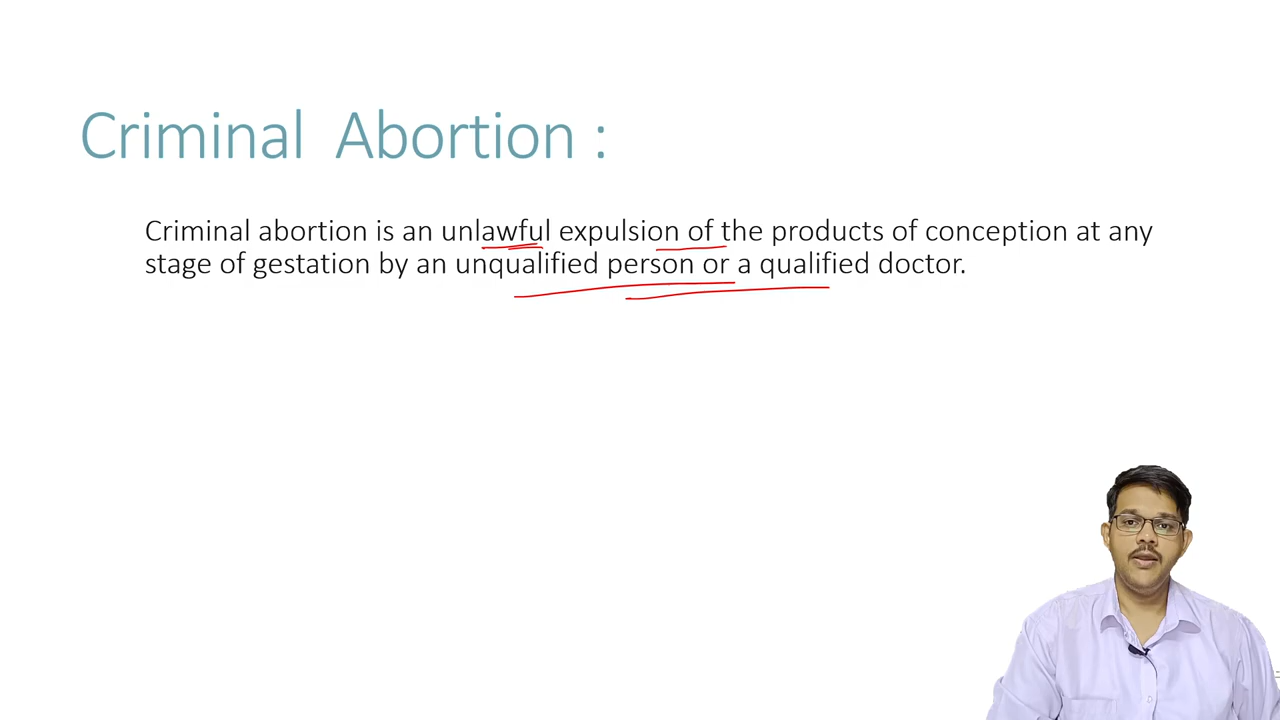 Criminal Abortion :
Criminal abortion is an unlawful expulsion of the products of conception at any
stage of gestation by an unqualified person or a qualified doctor.